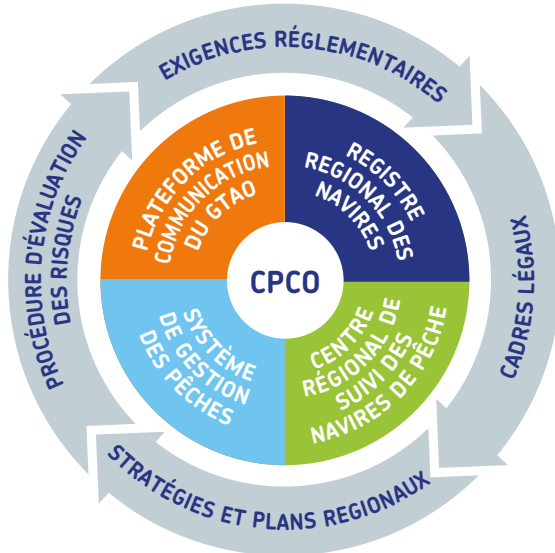 EXIGENCES RÉGLEMENTAIRES
CADRES LÉGAUX
STRATÉGIES ET PLANS REGIONAUX
PROCÉDURE D'ÉVALUATION
DES RISQUES
PLATEFORME DE
COMMUNICATION
DU GTAO
REGISTRE
REGIONAL DES
NAVIRES
CPCO
SYSTÈME
DE GESTION
DES PÊCHES
CENTRE
RÉGIONAL DE
SUIVI DES
NAVIRES DE PÊCHE